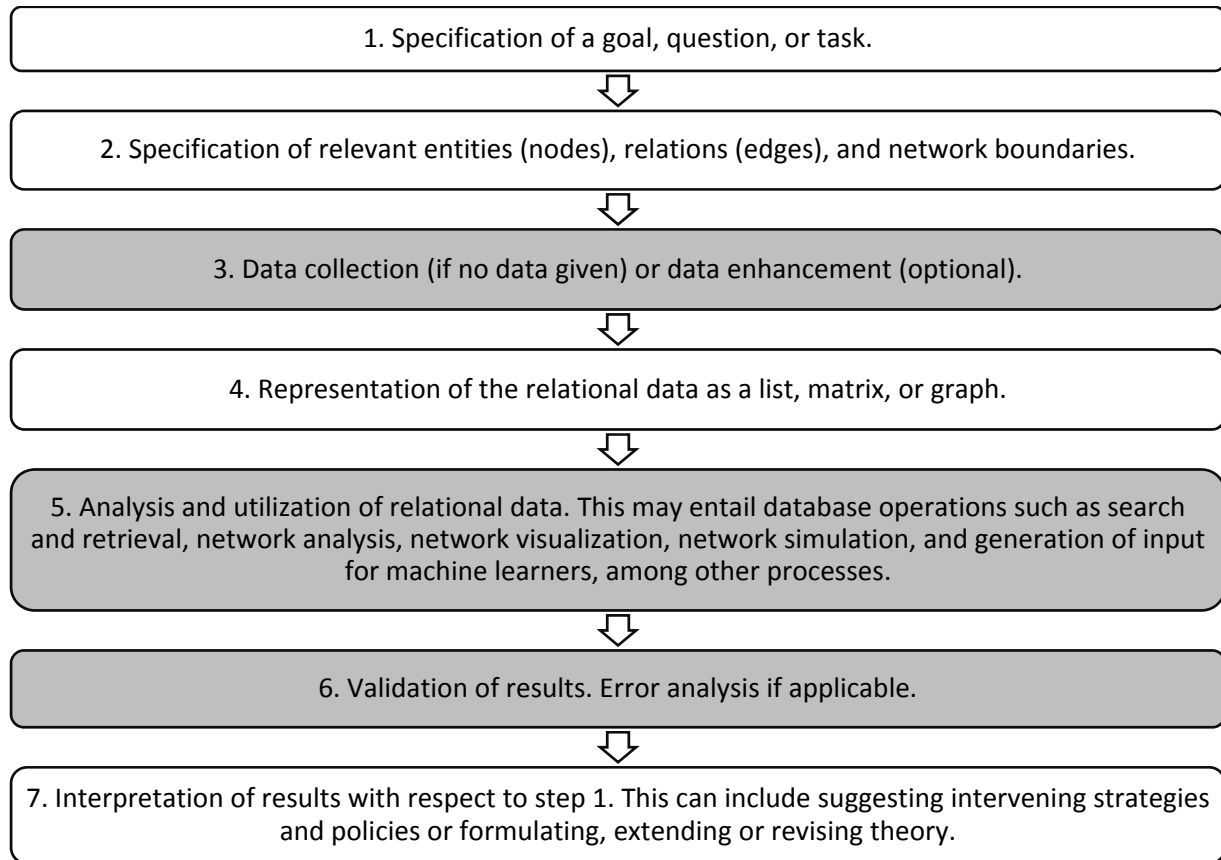 1. Specification of a goal, question, or task.
2. Specification of relevant entities (nodes), relations (edges), and network boundaries.
3. Data collection (if no data given) or data enhancement (optional).
4. Representation of the relational data as a list, matrix, or graph.
5. Analysis and utilization of relational data. This may entail database operations such as search
and retrieval, network analysis, network visualization, network simulation, and generation of input
for machine learners, among other processes.
6. Validation of results. Error analysis if applicable.
7. Interpretation of results with respect to step 1. This can include suggesting intervening strategies
and policies or formulating, extending or revising theory.